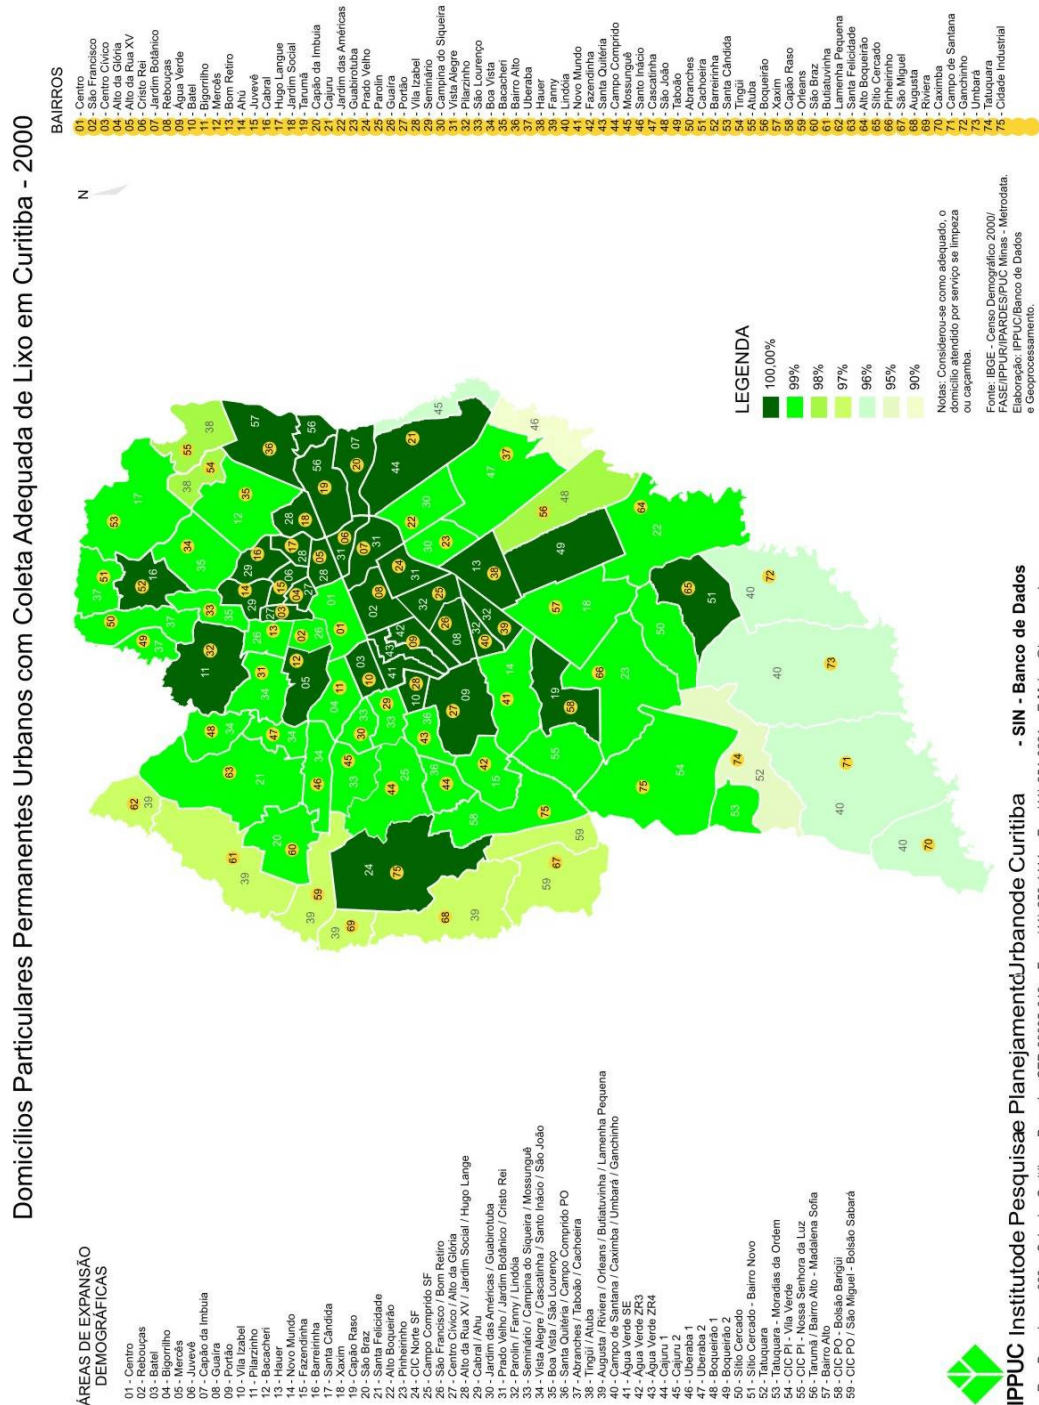 Domicílios Particulares Permanentes Urbanos com Coleta Adequada de Lixo em Curitiba - 2000
ÁREAS DE EXPANSÃO
DEMOGRÁFICAS
01 - Centro
02 - Rebouças
03 - Batel
04 - Bigorrilho
05 - Mercês
06 - Juvevê
07 - Capão da Imbuia
08 - Guaíra
09 - Portão
10 - Vila Izabel
11 - Pilarzinho
12 - Bacacheri
13 - Hauer
14 - Novo Mundo
15 - Fazendinha
16 - Barreirinha
17 - Santa Cândida
18 - Xaxim
19 - Capão Raso
20 - São Braz
21 - Santa Felicidade
22 - Alto Boqueirão
23 - Pinheirinho
24 - CIC Norte SF
25 - Campo Comprido SF
26 - São Francisco / Bom Retiro
27 - Centro Cívico / Alto da Glória
28 - Alto da Rua XV / Jardim Social / Hugo Lange
29 - Cabral / Ahu
30 - Jardim das Américas / Guabirotuba
31 - Prado Velho / Jardim Botânico / Cristo Rei
32 - Parolin / Fanny / Lindóia
33 - Seminário / Campina do Siqueira / Mossunguê
34 - Vista Alegre / Cascatinha / Santo Inácio / São João
35 - Boa Vista / São Lourenço
36 - Santa Quitéria / Campo Comprido PO
37 - Abranches / Taboão / Cachoeira
38 - Tingüi / Atuba
39 - Augusta / Riviera / Orleans / Butiatuvinha / Lamenha Pequena
40 - Campo de Santana / Caximba / Umbará / Ganchinho
41 - Água Verde SE
42 - Água Verde ZR3
43 - Água Verde ZR4
44 - Cajuru 1
45 - Cajuru 2
46 - Uberaba 1
47 - Uberaba 2
48 - Boqueirão 1
49 - Boqueirão 2
50 - Sítio Cercado
51 - Sítio Cercado - Bairro Novo
52 - Tatuquara
53 - Tatuquara - Moradias da Ordem
54 - CIC PI - Vila Verde
55 - CIC PI - Nossa Senhora da Luz
56 - Tarumã / Bairro Alto - Madalena Sofia
57 - Bairro Alto
58 - CIC PO - Bolsão Barigüi
59 - CIC PO / São Miguel - Bolsão Sabará
N
BAIRROS
01 - Centro
02 - São Francisco
03 - Centro Cívico
04 - Alto da Glória
05 - Alto da Rua XV
06 - Cristo Rei
07 - Jardim Botânico
08 - Rebouças
09 - Água Verde
10 - Batel
11 - Bigorrilho
12 - Mercês
13 - Bom Retiro
14 - Ahú
15 - Juvevê
16 - Cabral
17 - Hugo Langue
18 - Jardim Social
19 - Tarumã
20 - Capão da Imbuia
21 - Cajuru
22 - Jardim das Américas
23 - Guabirotuba
24 - Prado Velho
25 - Parolin
26 - Guaira
27 - Portão
28 - Vila Izabel
29 - Seminário
30 - Campina do Siqueira
31 - Vista Alegre
32 - Pilarzinho
33 - São Lourenço
34 - Boa Vista
35 - Bacacheri
36 - Bairro Alto
37 - Uberaba
38 - Hauer
39 - Fanny
40 - Lindóia
41 - Novo Mundo
42 - Fazendinha
43 - Santa Quitéria
44 - Campo Comprido
45 - Mossunguê
46 - Santo Inácio
47 - Cascatinha
48 - São João
49 - Taboão
50 - Abranches
51 - Cachoeira
52 - Barreirinha
53 - Santa Cândida
54 - Tingüi
55 - Atuba
56 - Boqueirão
57 - Xaxim
58 - Capão Raso
59 - Orleans
60 - São Braz
61 - Butiatuvinha
62 - Lamenha Pequena
63 - Santa Felicidade
64 - Alto Boqueirão
65 - Sítio Cercado
66 - Pinheirinho
67 - São Miguel
68 - Augusta
69 - Riviera
70 - Caximba
71 - Campo de Santana
72 - Ganchinho
73 - Umbará
74 - Tatuquara
75 - Cidade Industrial
LEGENDA
100,00%
99%
98%
97%
96%
95%
90%
Notas: Considerou-se como adequado, o
domicílio atendido por serviço se limpeza
ou caçamba.
Fonte: IBGE - Censo Demográfico 2000/
FASE/IPPUR/IPARDES/PUC Minas - Metrodata.
Elaboração: IPPUC/Banco de Dados
e Geoprocessamento.
IPPUC Instituto de Pesquisa e Planejamento Urbano de Curitiba - SIN - Banco de Dados